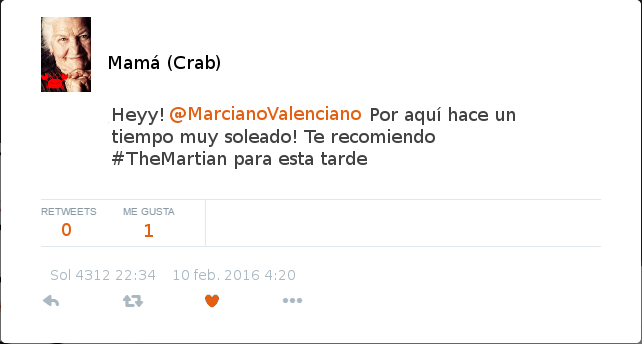 Mamá (Crab)
Heyy! @MarcianoValenciano Por aquí hace un
tiempo muy soleado! Te recomiendo
#TheMartian para esta tarde
RETWEETS ME GUSTA
0 1
Sol 4312 22:34 10 feb. 2016 4:20